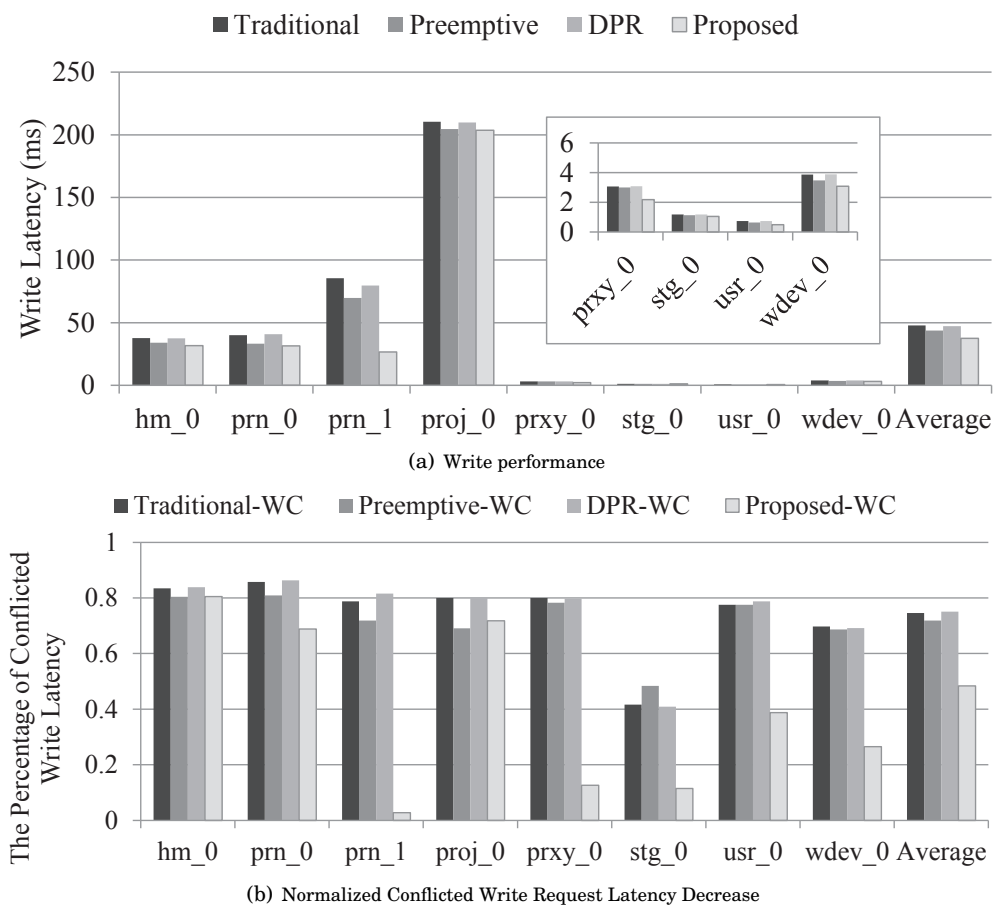 Traditional Preemptive DPR Proposed
Write Latency (ms)
250
200
150
100
50
0
6
4
2
0
prxy_0 stg_0 usr_0 wdev_0
hm_0 prn_0 prn_1 proj_0 prxy_0 stg_0 usr_0 wdev_0 Average
(a) Write performance
Traditional-WC Preemptive-WC DPR-WC Proposed-WC
The Percentage of Conflicted
Write Latency
1
0.8
0.6
0.4
0.2
0
hm_0 prn_0 prn_1 proj_0 prxy_0 stg_0 usr_0 wdev_0 Average
(b) Normalized Conflicted Write Request Latency Decrease